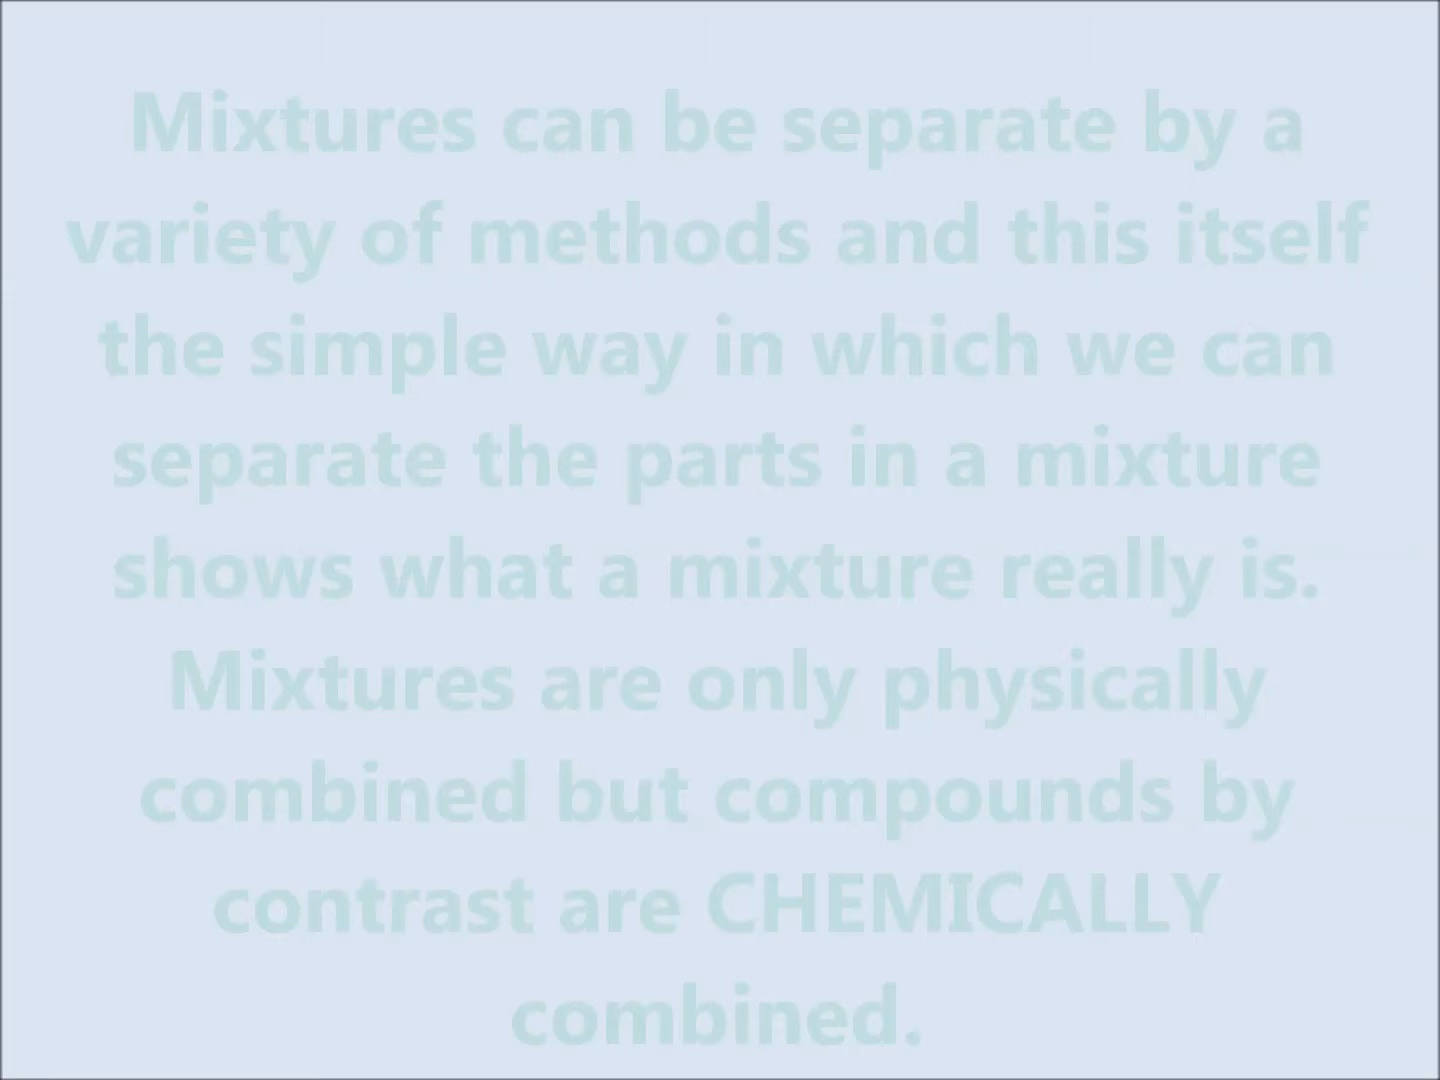 Mixtures can be separate by a
variety of methods and this itself
the simple way in which we can
separate the parts in a mixture
shows what a mixture really is.
Mixtures are only physically
combined but compounds by
contrast are CHEMICALLY
combined.